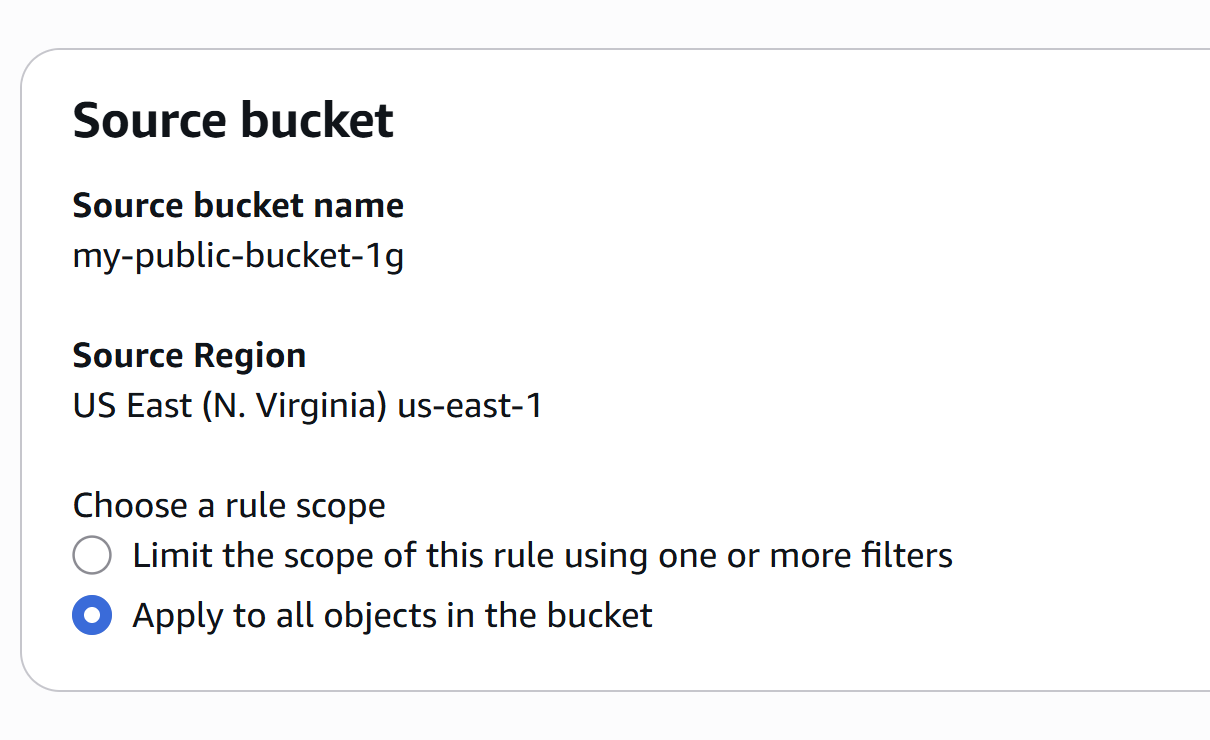 Source bucket
Source bucket name
my-public-bucket-1g
Source Region
US East (N. Virginia) us-east-1
Choose a rule scope
Limit the scope of this rule using one or more filters
Apply to all objects in the bucket